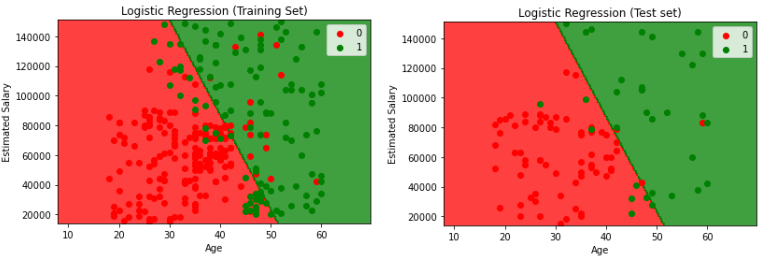 Logistic Regression (Training Set)
0
1
140000
120000
100000
80000
60000
40000
20000
Estimated Salary
10 20 30 40 50 60
Age
Logistic Regression (Test set)
0
1
140000
120000
100000
80000
60000
40000
20000
Estimated Salary
10 20 30 40 50 60
Age